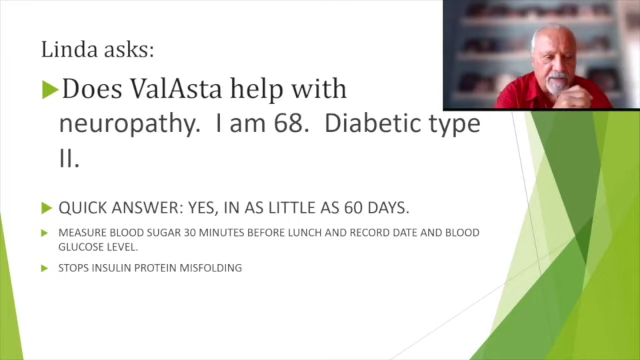 Linda asks:
Does ValAsta help with
neuropathy. I am 68. Diabetic type
II.
QUICK ANSWER: YES, IN AS LITTLE AS 60 DAYS.
MEASURE BLOOD SUGAR 30 MINUTES BEFORE LUNCH AND RECORD DATE AND BLOOD
GLUCOSE LEVEL.
STOPS INSULIN PROTEIN MISFOLDING